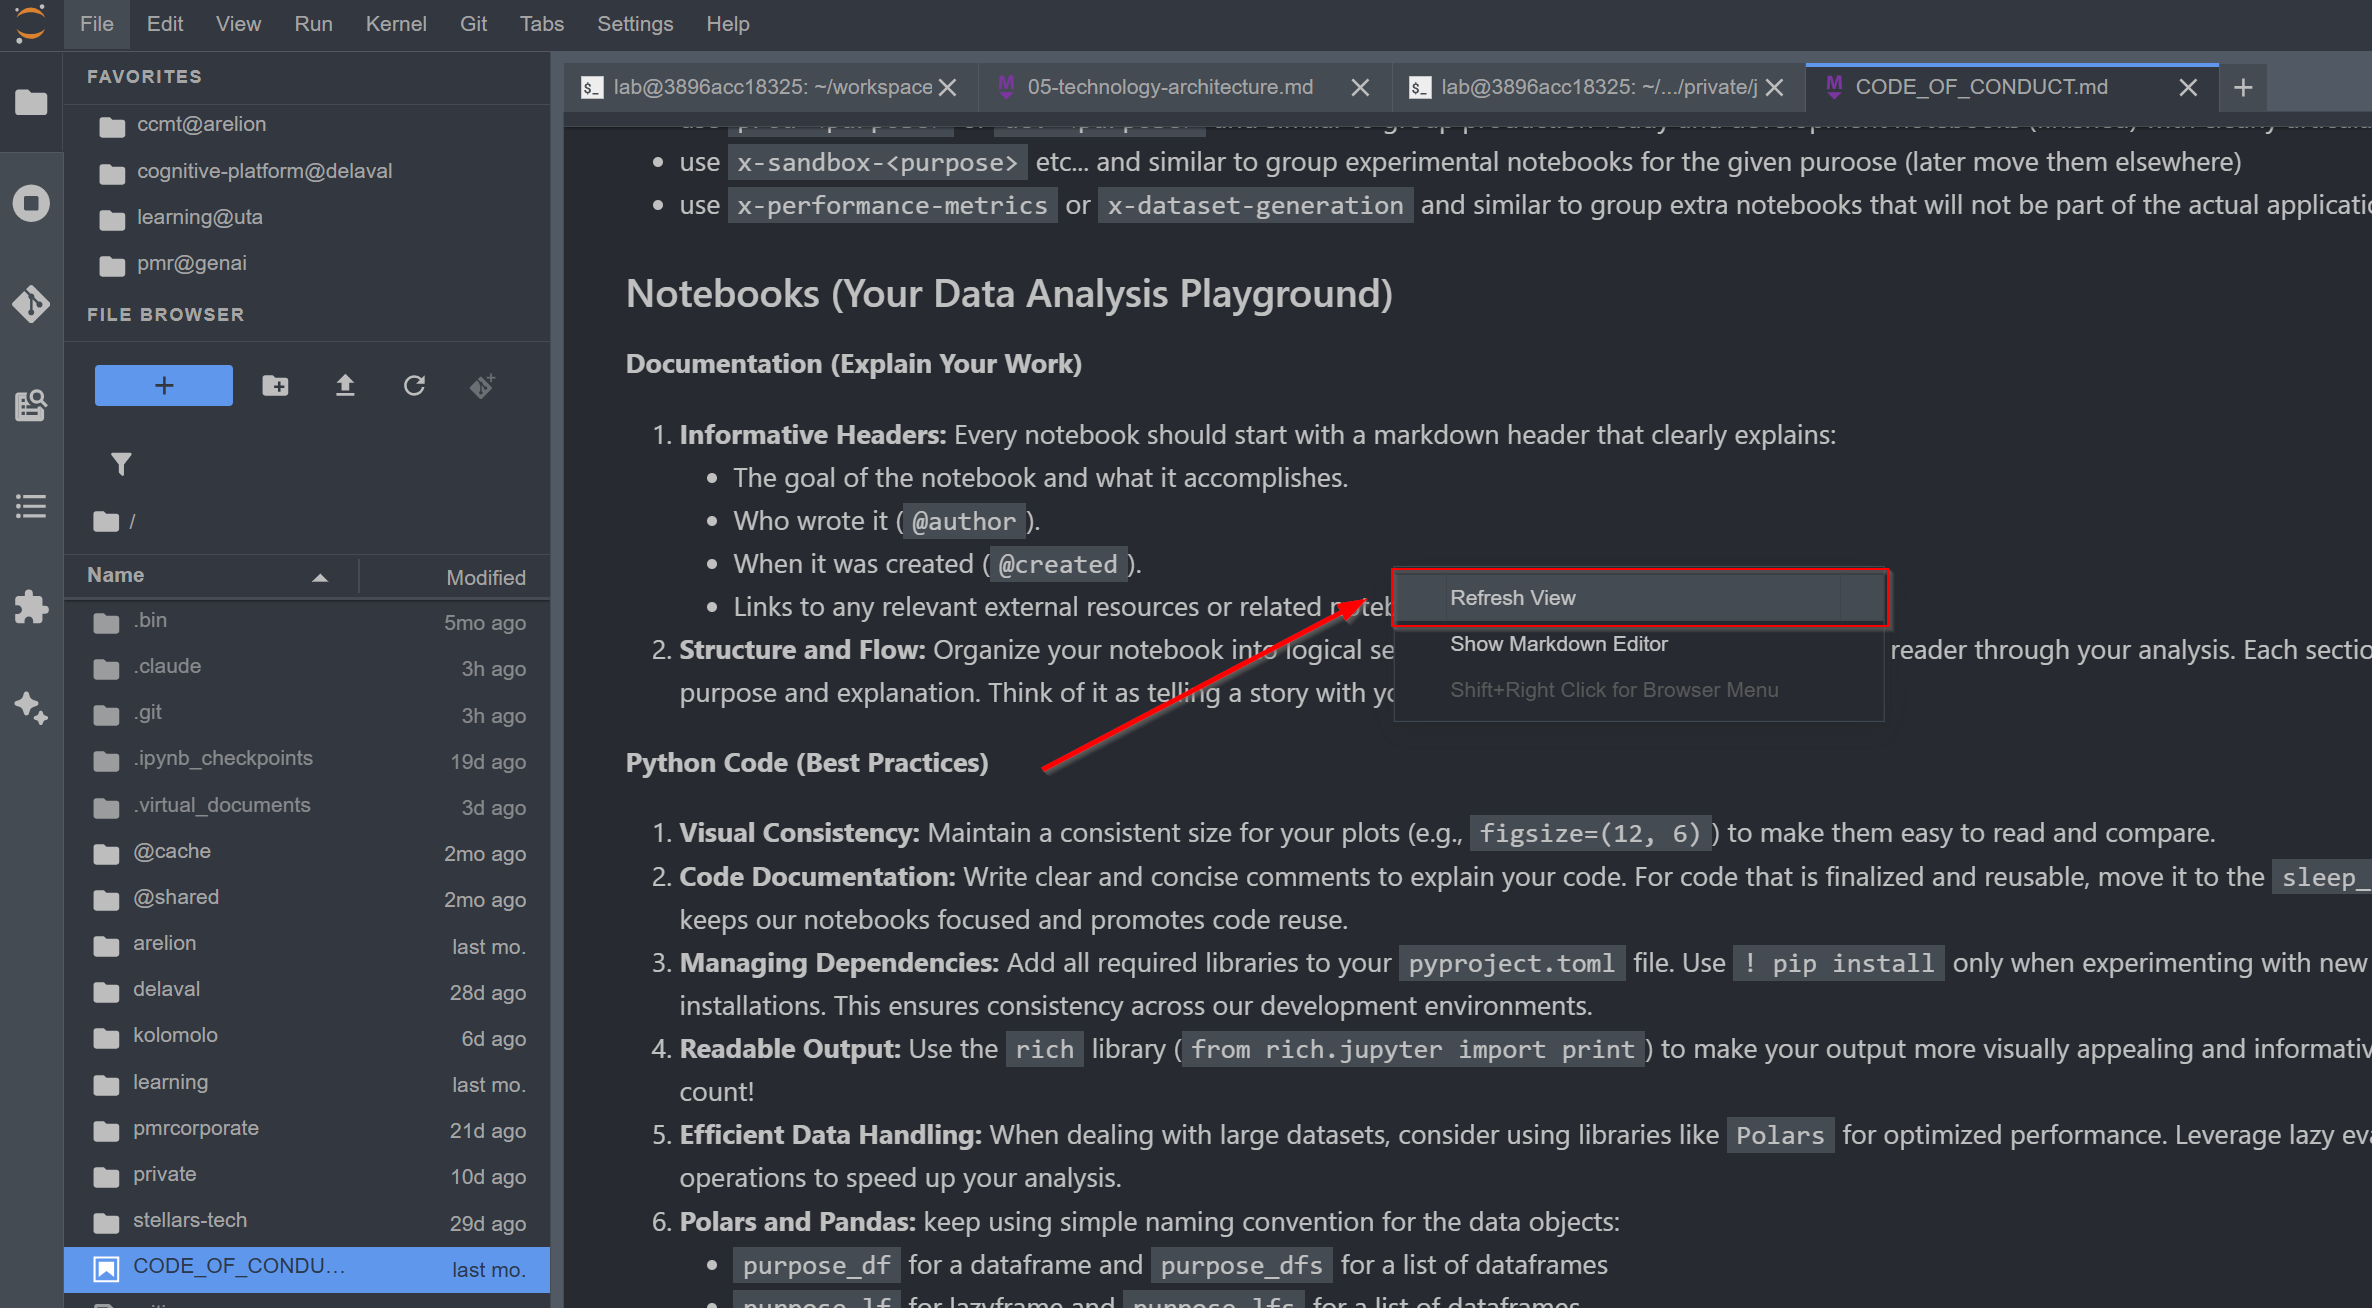 File Edit View Run Kernel Git Tabs Settings Help
FAVORITES
ccmt@arelion
cognitive-platform@delaval
learning@uta
pmr@genai
FILE BROWSER
+
/
Name Modified
.bin 5mo ago
.claude 3h ago
.git 3h ago
.ipynb_checkpoints 19d ago
.virtual_documents 3d ago
@cache 2mo ago
@shared 2mo ago
arelion last mo.
delaval 28d ago
kolomolo 6d ago
learning last mo.
pmrcorporate 21d ago
private 10d ago
stellars-tech 29d ago
CODE_OF_CONDU... last mo.
lab@3896acc18325: ~/workspace 05-technology-architecture.md lab@3896acc18325: ~/.../private/j CODE_OF_CONDUCT.md
• use x-sandbox-<purpose> etc... and similar to group experimental notebooks for the given puroose (later move them elsewhere)
• use x-performance-metrics or x-dataset-generation and similar to group extra notebooks that will not be part of the actual
Notebooks (Your Data Analysis Playground)
Documentation (Explain Your Work)
1. Informative Headers: Every notebook should start with a markdown header that clearly explains:
• The goal of the notebook and what it accomplishes.
• Who wrote it (@author).
• When it was created (@created).
• Links to any relevant external resources or related
2. Structure and Flow: Organize your notebook into logical reader through your analysis. Each
purpose and explanation. Think of it as telling a story with
Refresh View
Show Markdown Editor
Shift+Right Click for Browser Menu
Python Code (Best Practices)
1. Visual Consistency: Maintain a consistent size for your plots (e.g., figsize=(12, 6)) to make them easy to read and compare.
2. Code Documentation: Write clear and concise comments to explain your code. For code that is finalized and reusable, move it to the sleep_
keeps our notebooks focused and promotes code reuse.
3. Managing Dependencies: Add all required libraries to your pyproject.toml file. Use ! pip install only when experimenting with new
installations. This ensures consistency across our development environments.
4. Readable Output: Use the rich library (from rich.jupyter import print) to make your output more visually appealing and
count!
5. Efficient Data Handling: When dealing with large datasets, consider using libraries like Polars for optimized performance. Leverage lazy
operations to speed up your analysis.
6. Polars and Pandas: keep using simple naming convention for the data objects:
• purpose_df for a dataframe and purpose_dfs for a list of dataframes
• purpose_lf for lazyframe and purpose_lfs for a list of dataframes